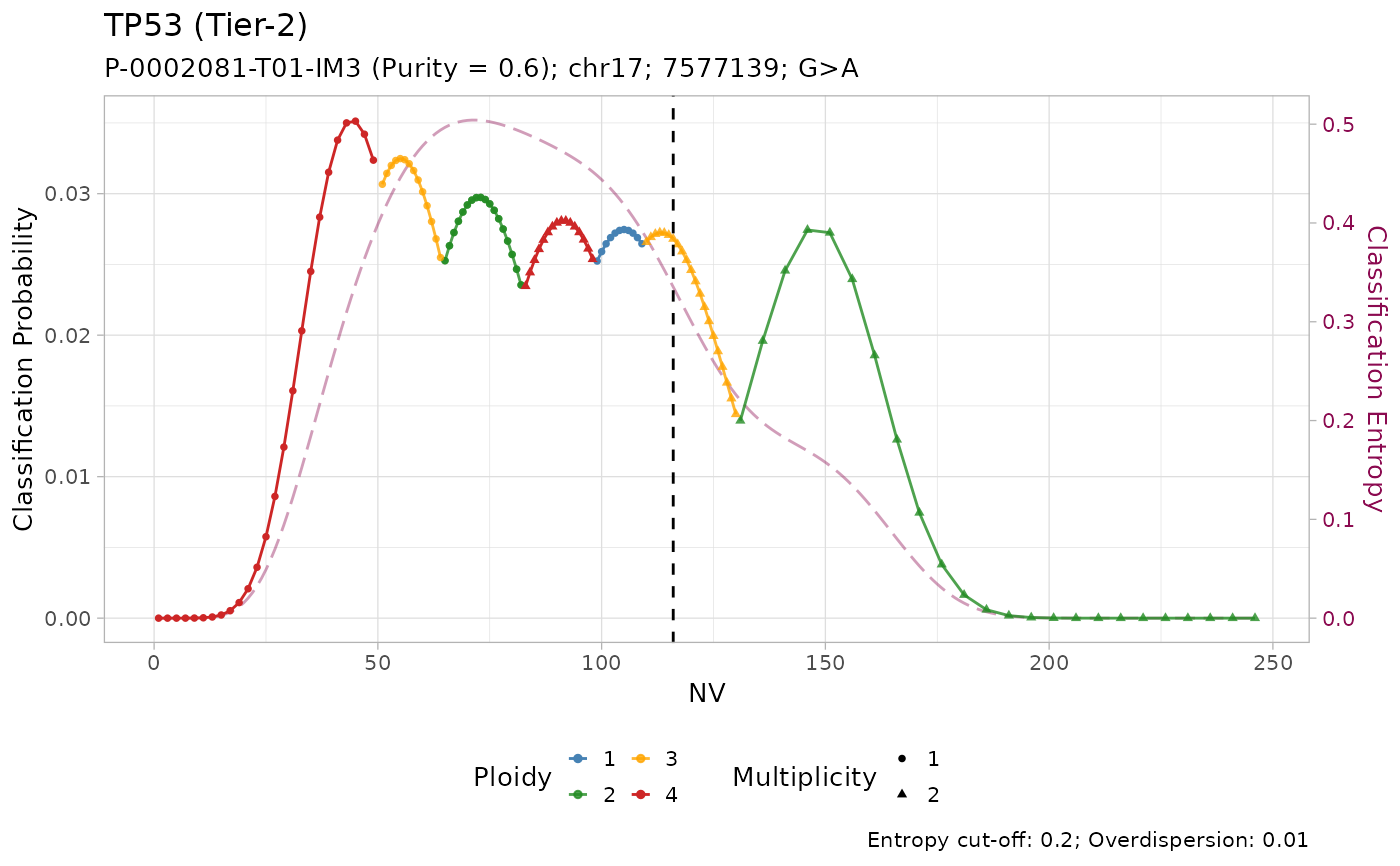 TP53 (Tier-2)
P-0002081-T01-IM3 (Purity = 0.6); chr17; 7577139; G>A
Classification Probability
0.03
0.02
0.01
0.00
0.5
0.4
0.3
0.2
0.1
0.0
Classification Entropy
0 50 100 150 200 250
NV
Ploidy
1 3
2 4
Multiplicity
1
2
Entropy cut-off: 0.2; Overdispersion: 0.01